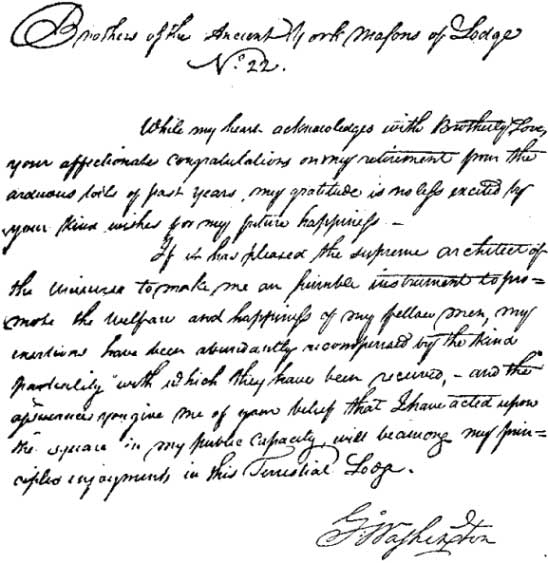 Brothers of the Ancient York Masons of Lodge
No. 22.
While my heart acknowledges with Brotherly Love,
your affectionate congratulations on my retirement from the
arduous toils of past years, my gratitude is no less excited by
your kind wishes for my future happiness. –
If it has pleased the supreme architect of
the universe to make me an humble instrument to pro=
mote the welfare and happiness of my fellow men, my
exertions have been abundantly recompensed by the kind
partiality with which they have been received, – and the
assurances you give me of your belief that I have acted upon
the square in my public capacity, will be among my prin=
cipal enjoyments in this Terrestial Lodge.
G:Washington